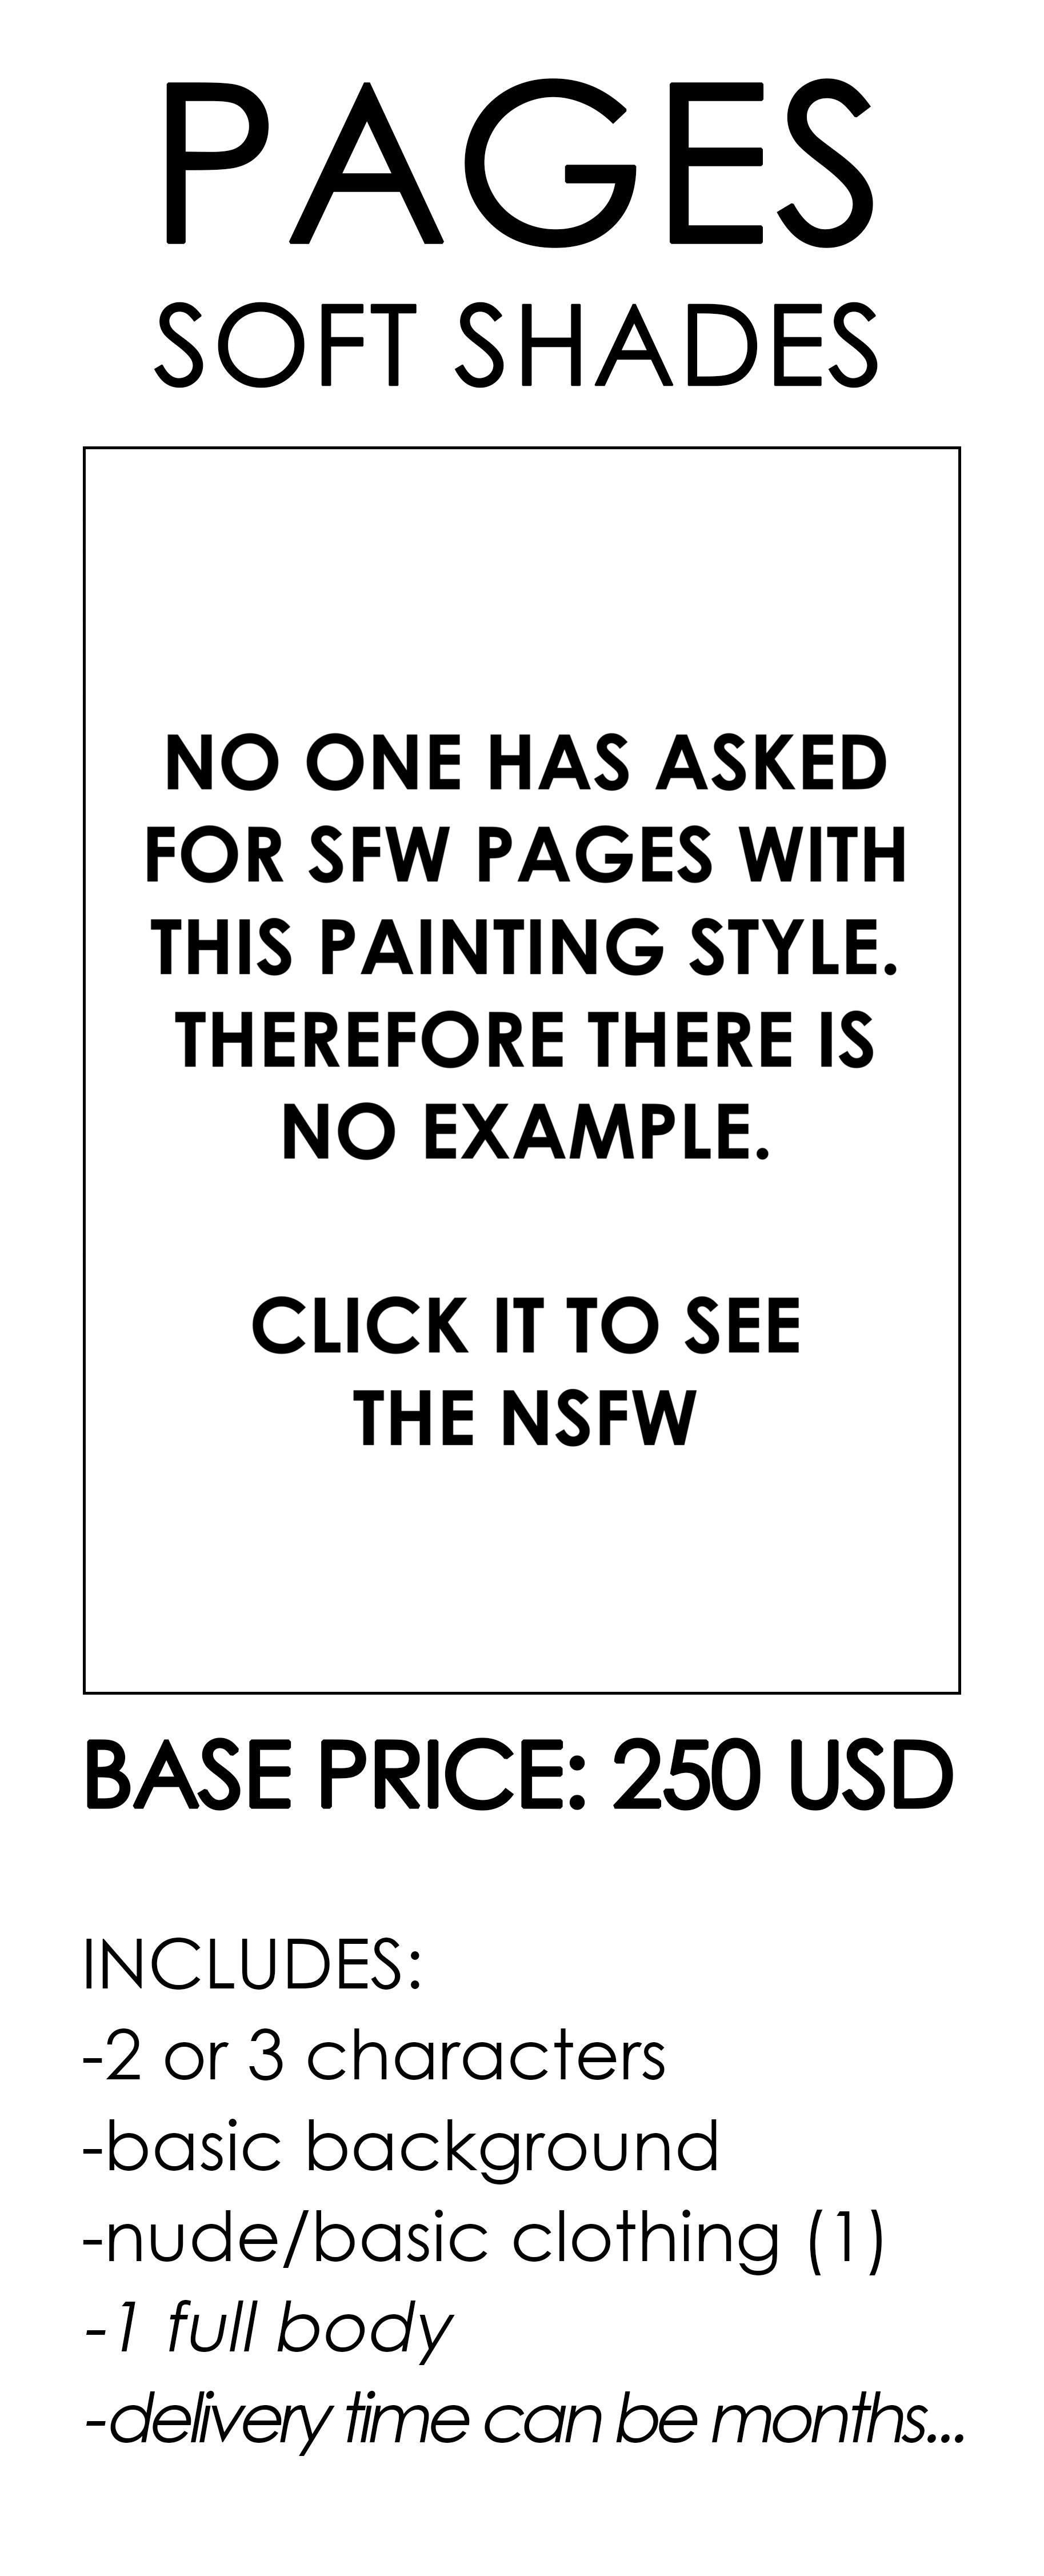 PAGES
SOFT SHADES
NO ONE HAS ASKED
FOR SFW PAGES WITH
THIS PAINTING STYLE.
THEREFORE THERE IS
NO EXAMPLE.
CLICK IT TO SEE
THE NSFW
BASE PRICE: 250 USD
INCLUDES:
-2 or 3 characters
-basic background
-nude/basic clothing (1)
-1 full body
-delivery time can be months...